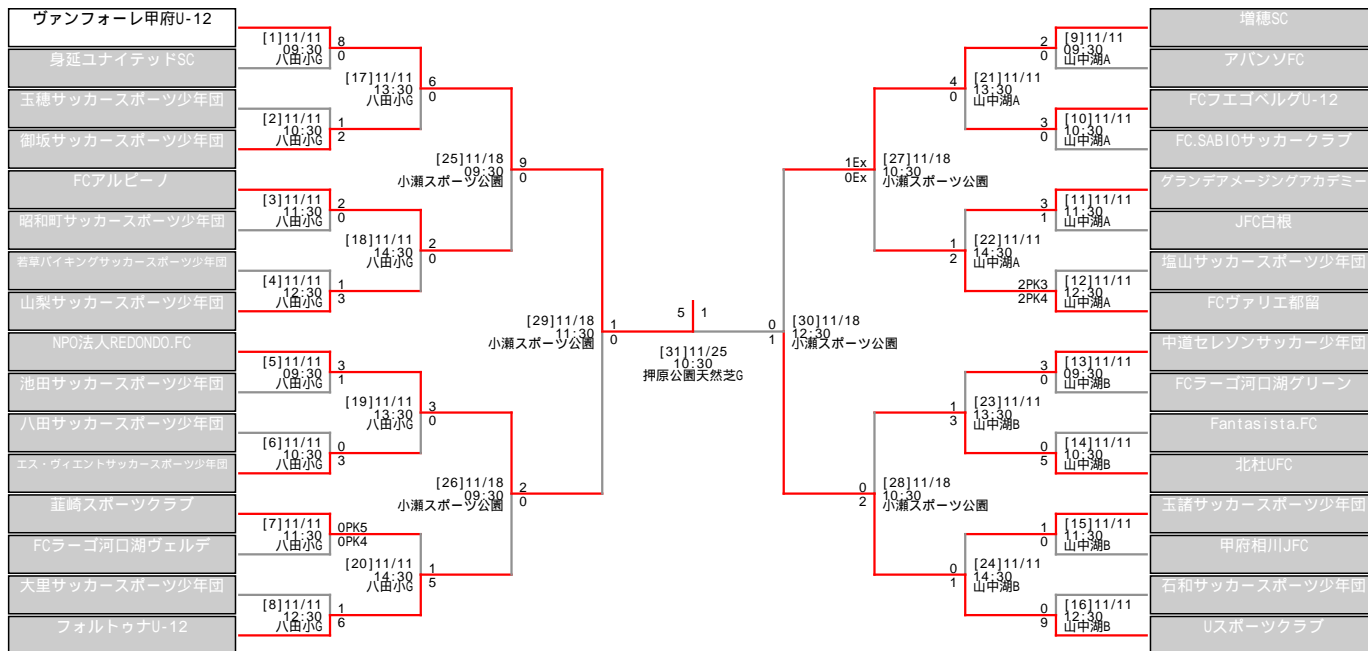 ヴァンフォーレ甲府U-12
身延ユナイテッドSC
玉穂サッカースポーツ少年団
御坂サッカースポーツ少年団
FCアルピーノ
昭和町サッカースポーツ少年団
若草バイキングサッカースポーツ少年団
山梨サッカースポーツ少年団
NPO法人REDONDO.FC
池田サッカースポーツ少年団
八田サッカースポーツ少年団
エス・ヴィエントサッカースポーツ少年団
韮崎スポーツクラブ
FCラーゴ河口湖ヴェルデ
大里サッカースポーツ少年団
フォルトゥナU-12
[1]11/11
09:30
八田小G
8
0
[2]11/11
10:30
八田小G
1
2
[3]11/11
11:30
八田小G
2
0
[4]11/11
12:30
八田小G
1
3
[5]11/11
09:30
八田小G
3
1
[6]11/11
10:30
八田小G
0
3
[7]11/11
11:30
八田小G
0PK5
0PK4
[8]11/11
12:30
八田小G
1
6
[17]11/11
13:30
八田小G
6
0
[18]11/11
14:30
八田小G
2
0
[19]11/11
13:30
八田小G
3
0
[20]11/11
14:30
八田小G
1
5
[25]11/18
09:30
小瀬スポーツ公園
9
0
[26]11/18
09:30
小瀬スポーツ公園
2
0
[29]11/18
11:30
小瀬スポーツ公園
1
0
5
1
[31]11/25
10:30
押原公園天然芝G
0
1
[30]11/18
12:30
小瀬スポーツ公園
1Ex
0Ex
[27]11/18
10:30
小瀬スポーツ公園
0
2
[28]11/18
10:30
小瀬スポーツ公園
4
0
[21]11/11
13:30
山中湖A
1
2
[22]11/11
14:30
山中湖A
1
3
[23]11/11
13:30
山中湖B
0
1
[24]11/11
14:30
山中湖B
2
0
[9]11/11
09:30
山中湖A
3
0
[10]11/11
10:30
山中湖A
3
1
[11]11/11
11:30
山中湖A
2PK3
2PK4
[12]11/11
12:30
山中湖A
3
0
[13]11/11
09:30
山中湖B
0
5
[14]11/11
10:30
山中湖B
1
0
[15]11/11
11:30
山中湖B
0
9
[16]11/11
12:30
山中湖B
増穂SC
アバンソFC
FCフエゴベルグU-12
FC.SABIOサッカークラブ
グランデアメージングアカデミー
JFC白根
塩山サッカースポーツ少年団
FCヴァリエ都留
中道セレソンサッカー少年団
FCラーゴ河口湖グリーン
Fantasista.FC
北杜UFC
玉諸サッカースポーツ少年団
甲府相川JFC
石和サッカースポーツ少年団
Uスポーツクラブ